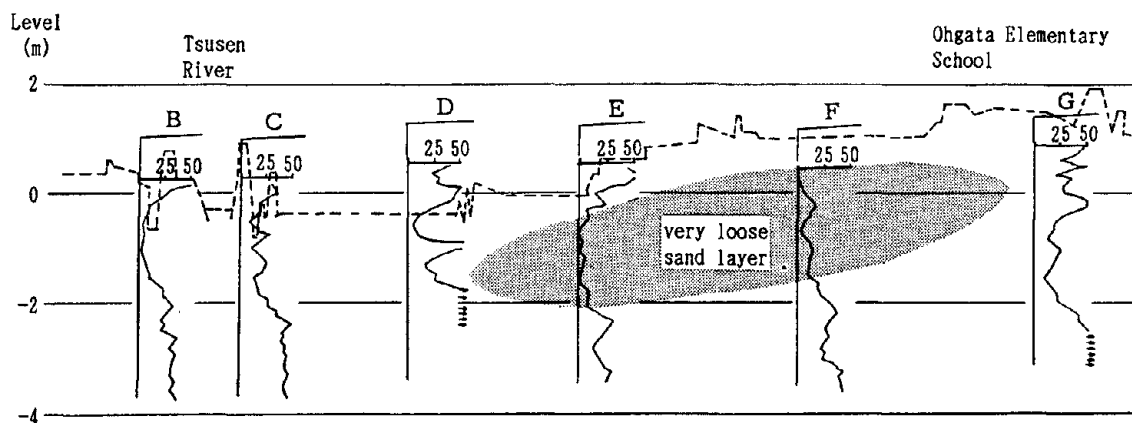 Level
(m)
Tsusen
River
Ohgata Elementary
School
2
B
C
D
E
F
G
25 50
25 50
25 50
25 50
25 50
25 50
0
very loose
sand layer
-2
-4